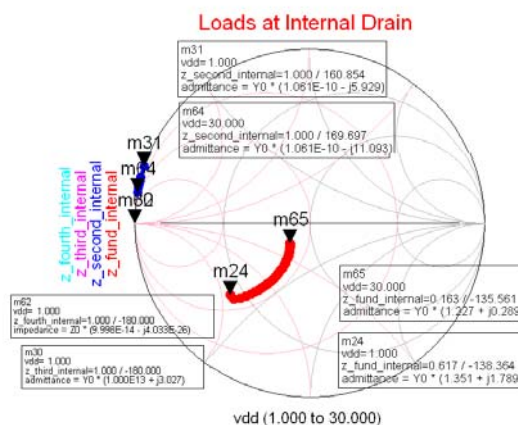 Loads at Internal Drain
m31
vdd= 1.000
z_second_internal=1.000 / 160.854
admittance = Y0 * (1.061E-10 - j5.929)
m64
vdd=30.000
z_second_internal=1.000 / 169.697
admittance = Y0 * (1.061E-10 - j11.093)
m31
m65
m24
z_fourth_internal
z_third_internal
z_second_internal
z_fund_internal
m65
vdd= 30.000
z_fund_internal=0.163 / -135.561
admittance = Y0 * (1.227 + j0.289
m24
vdd=1.000
z_fund_internal=0.617 / -138.364
admittance = Y0 * (1.351 + j1.789
m62
vdd= 1.000
z_fourth_internal=1.000 / -180.000
impedance = Z0 * (9.998E-14 - j4.033E-26)
m30
vdd= 1.000
z_third_internal=1.000 / -180.000
admittance = Y0 * (1.000E13 + j3.027)
vdd (1.000 to 30.000)